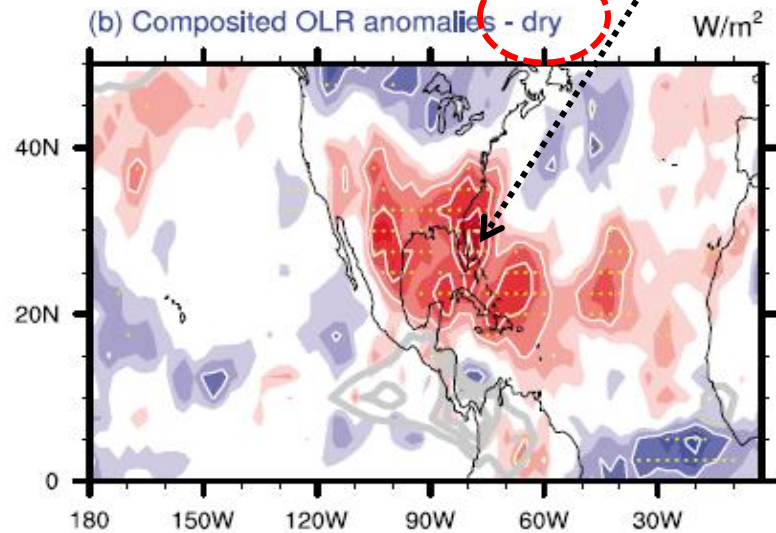 (b) Composited OLR anomalies - dry W/m²
40N
20N
0
180 150W 120W 90W 60W 30W